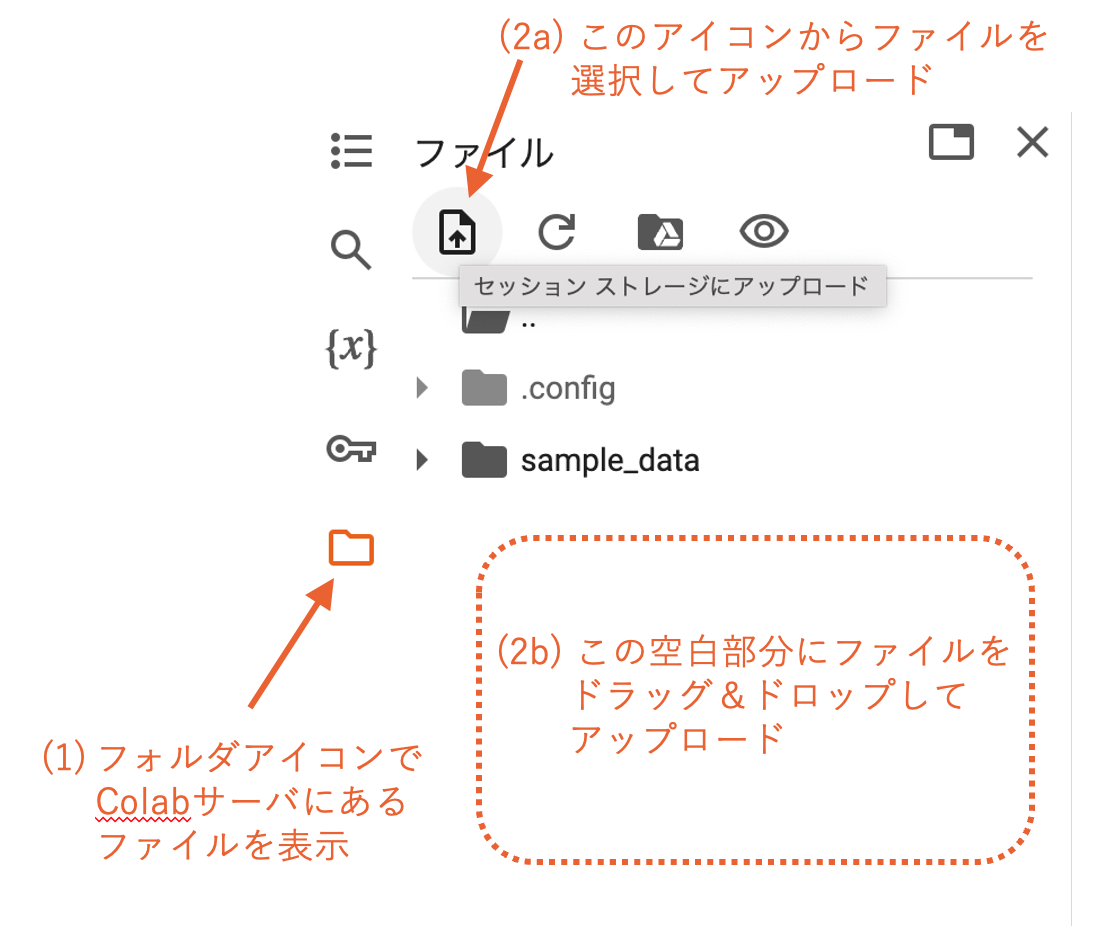 (2a) このアイコンからファイルを
選択してアップロード
ファイル
セッション ストレージにアップロード
..
{x}
.config
sample_data
(2b) この空白部分にファイルを
ドラッグ＆ドロップして
アップロード
(1) フォルダアイコンで
Colabサーバにある
ファイルを表示